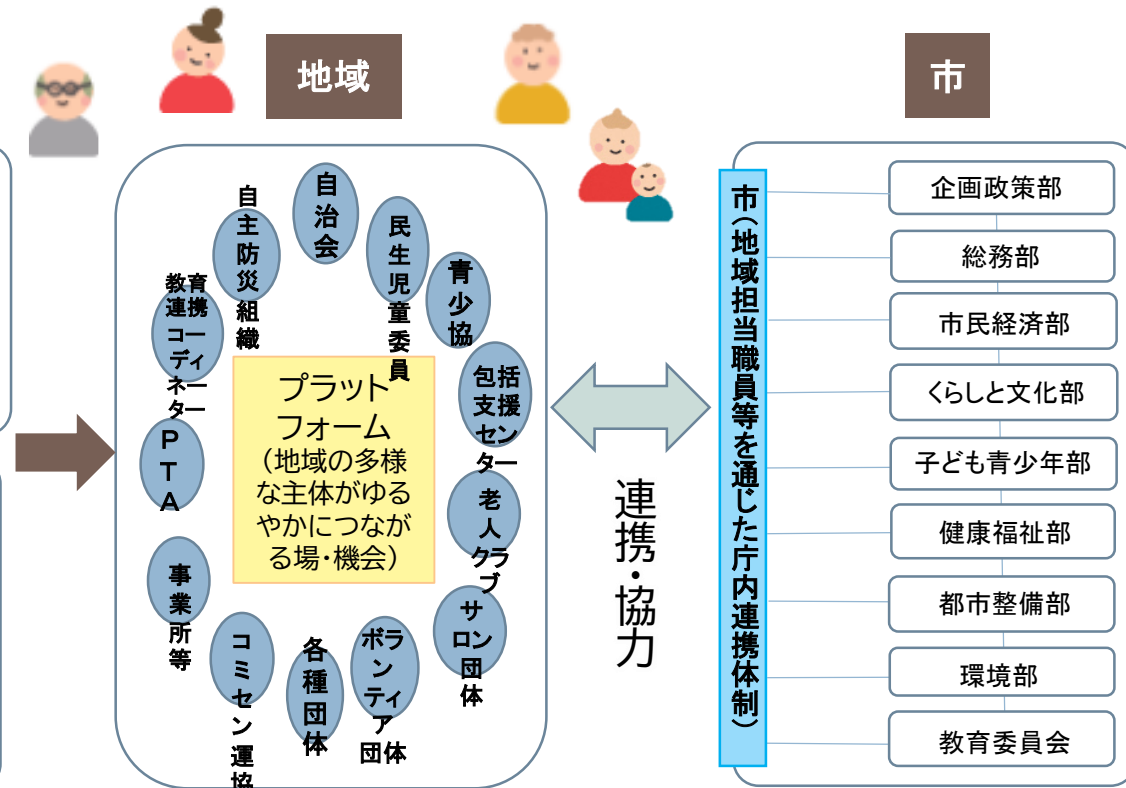 地域
市
自治会
民生児童委員
青少協
包括支援センター
老人クラブ
サロン団体
ボランティア団体
各種団体
コミセン運協
事業所等
PTA
教育連携コーディネーター
自主防災組織
プラット
フォーム
（地域の多様
な主体がゆる
やかにつなが
る場・機会）
連携・協力
市（地域担当職員等を通じた庁内連携体制）
企画政策部
総務部
市民経済部
くらしと文化部
子ども青少年部
健康福祉部
都市整備部
環境部
教育委員会